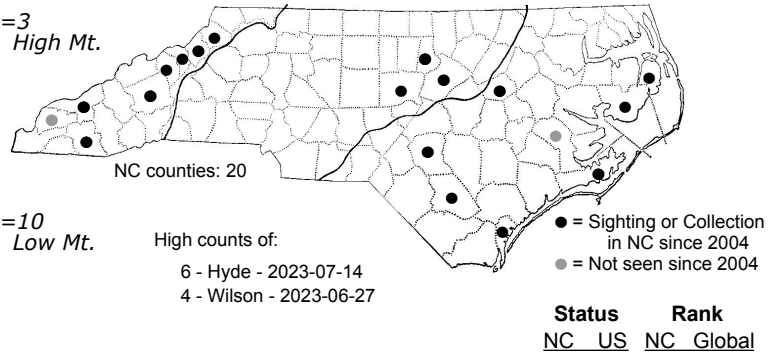 =3
High Mt.
NC counties: 20
=10
Low Mt.
High counts of:
6 - Hyde - 2023-07-14
4 - Wilson - 2023-06-27
= Sighting or Collection
in NC since 2004
= Not seen since 2004
Status Rank
NC US NC Global